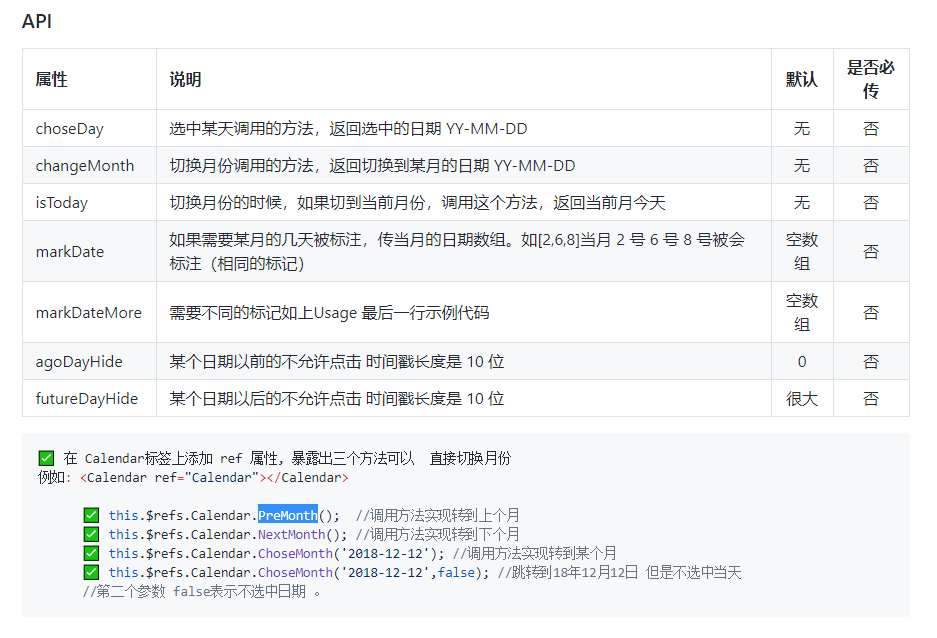 API
属性 说明 默认 是否必
传
choseDay 选中某天调用的方法，返回选中的日期 YY-MM-DD 无 否
changeMonth 切换月份调用的方法，返回切换到某月的日期 YY-MM-DD 无 否
isToday 切换月份的时候，如果切到当前月份，调用这个方法，返回当前月今天 无 否
markDate 如果需要某月的几天被标注，传当月的日期数组。如[2,6,8]当月 2 号 6 号 8 号被会
标注（相同的标记） 空数
组 否
markDateMore 需要不同的标记如上Usage 最后一行示例代码 空数
组 否
agoDayHide 某个日期以前的不允许点击 时间戳长度是 10 位 0 否
futureDayHide 某个日期以后的不允许点击 时间戳长度是 10 位 很大 否
✅ 在 Calendar标签上添加 ref 属性，暴露出三个方法可以  直接切换月份
例如: <Calendar ref="Calendar"></Calendar>
✅ this.$refs.Calendar.PreMonth();  //调用方法实现转到上个月
✅ this.$refs.Calendar.NextMonth(); //调用方法实现转到下个月
✅ this.$refs.Calendar.ChoseMonth('2018-12-12'); //调用方法实现转到某个月
✅ this.$refs.Calendar.ChoseMonth('2018-12-12',false); //跳转到18年12月12日 但是不选中当天
//第二个参数 false表示不选中日期 。